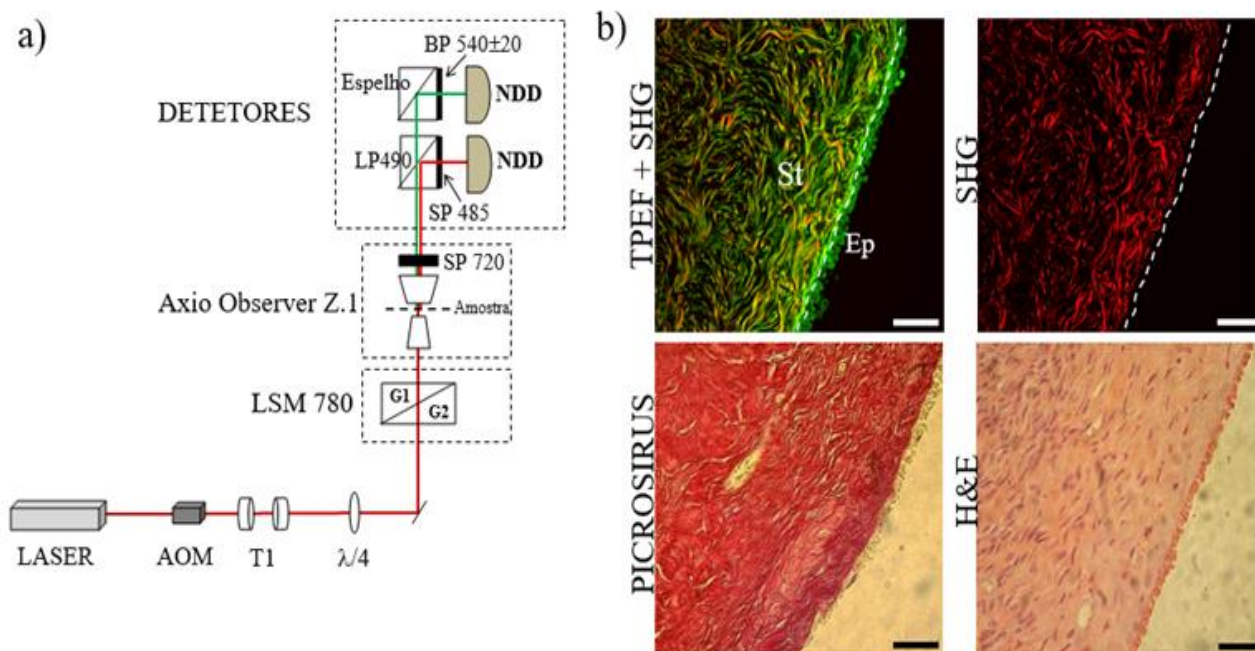 a)
BP 540±20
Espelho
NDD
DETETORES
LP490
NDD
SP 485
SP 720
Axio Observer Z.1
Amostra
LSM 780
G1
G2
LASER
AOM
T1
λ/4
b)
TPEF + SHG
St
Ep
SHG
PICROSIRUS
H&E